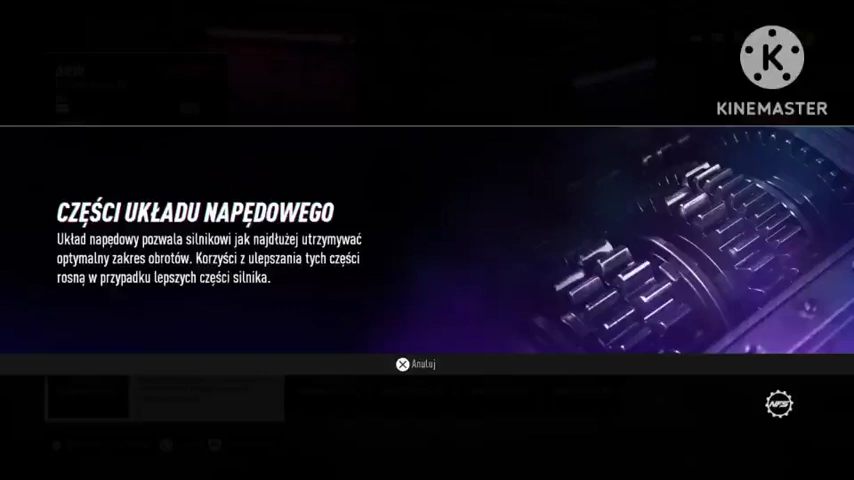 KINEMASTER
CZĘŚCI UKŁADU NAPĘDOWEGO
Układ napędowy pozwala silnikowi jak najdłużej utrzymywać
optymalny zakres obrotów. Korzyści z ulepszania tych części
rosną w przypadku lepszych części silnika.
Anuluj
NFS